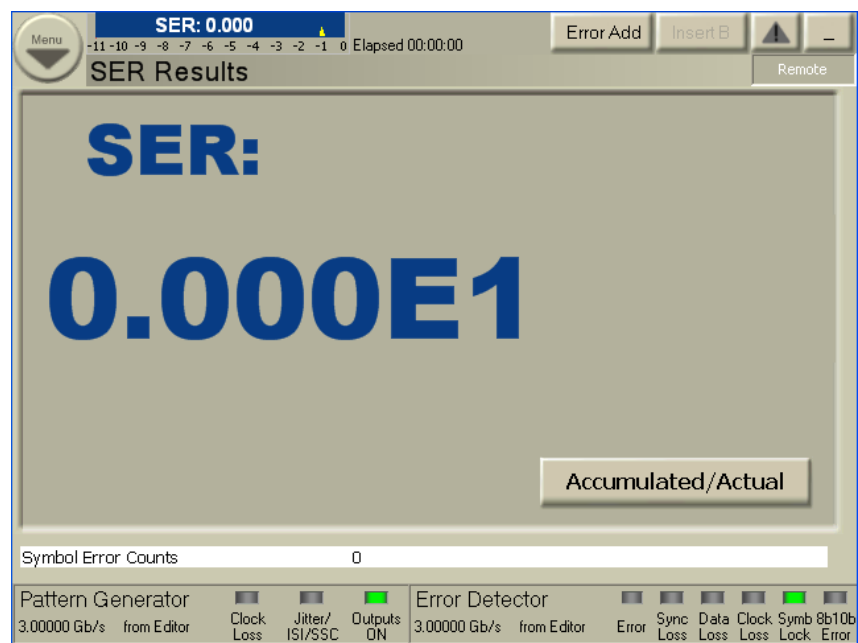 Menu
SER: 0.000
-11 -10 -9 -8 -7 -6 -5 -4 -3 -2 -1 0 Elapsed 00:00:00
Error Add
Insert B
_
SER Results
Remote
SER:
0.000E1
Accumulated/Actual
Symbol Error Counts 0
Pattern Generator
3.00000 Gb/s from Editor
Clock Loss
Jitter/ ISI/SSC
Outputs ON
Error Detector
3.00000 Gb/s from Editor
Error
Sync Loss
Data Loss
Clock Loss
Symb Lock
8b10b Error